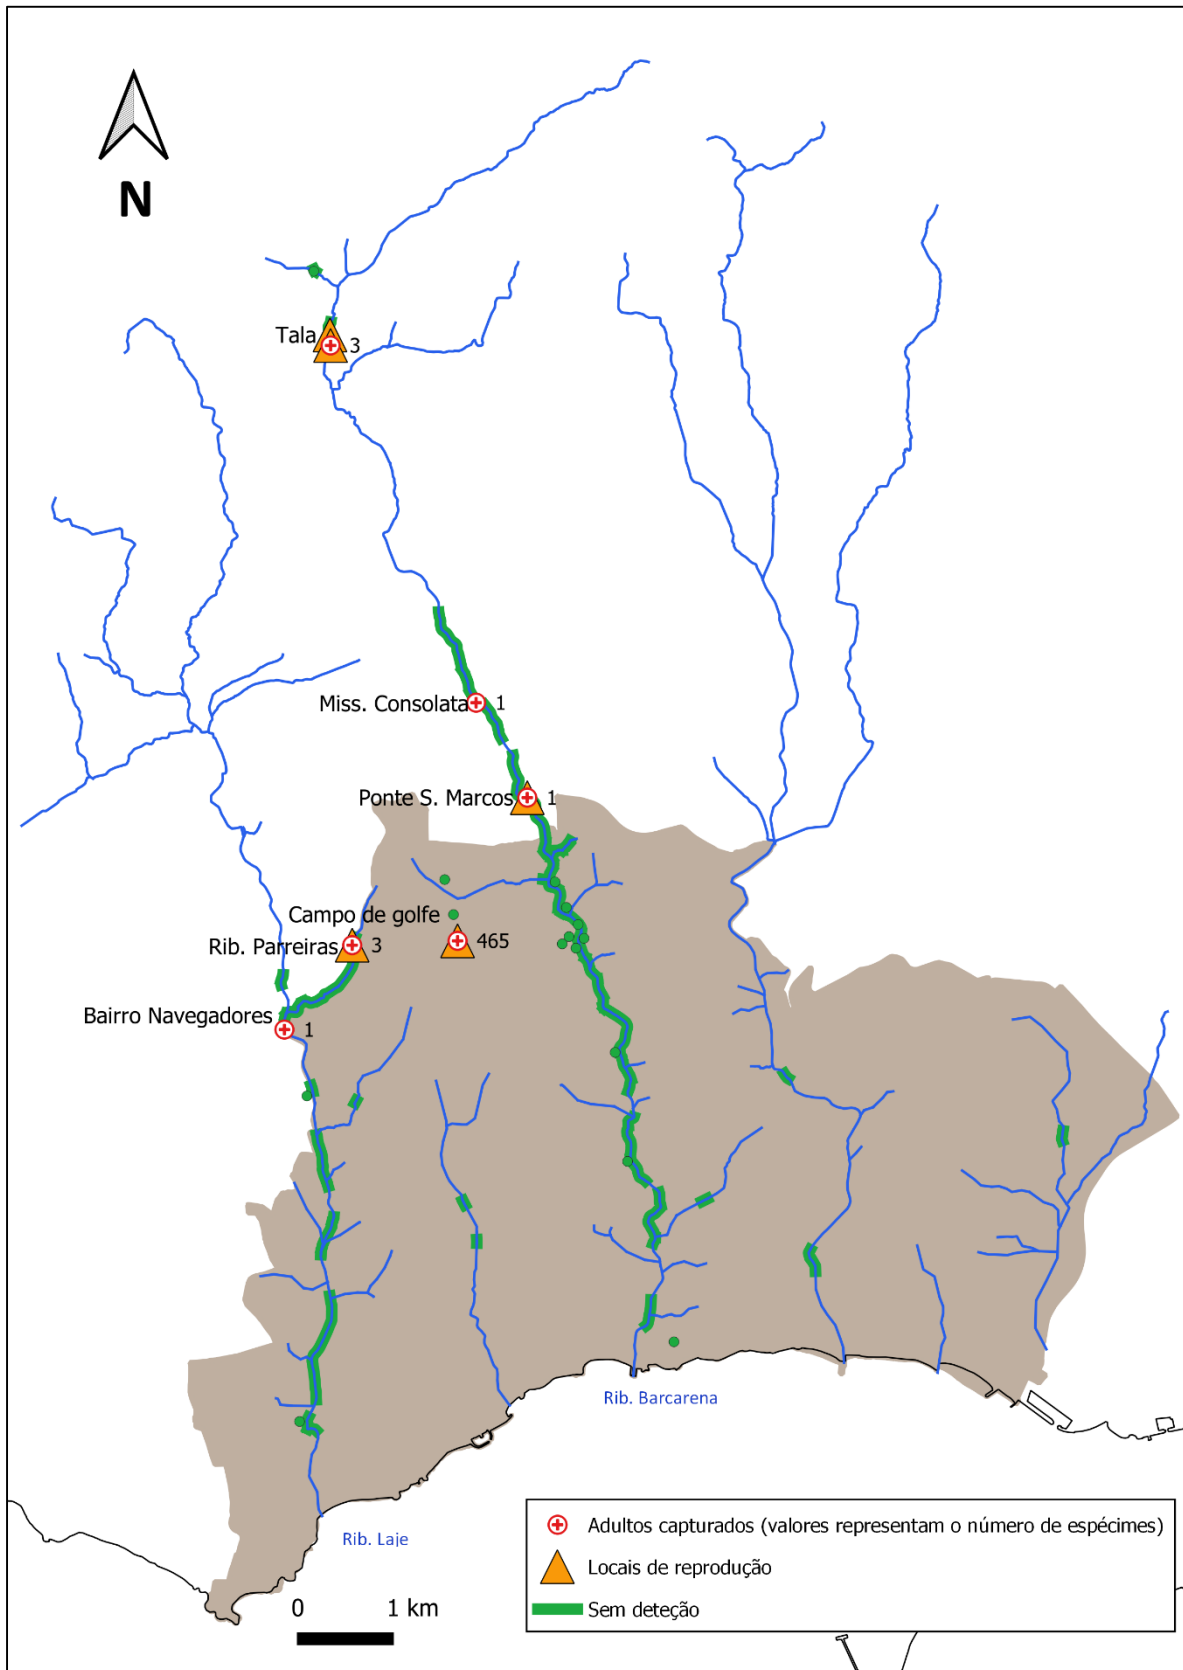 N
Tala
3
Miss. Consolata
1
Ponte S. Marcos
1
Campo de golfe
Rib. Parreiras
3
465
Bairro Navegadores
1
Rib. Barcarena
Rib. Laje
0 1 km
Adultos capturados (valores representam o número de espécimes)
Locais de reprodução
Sem deteção